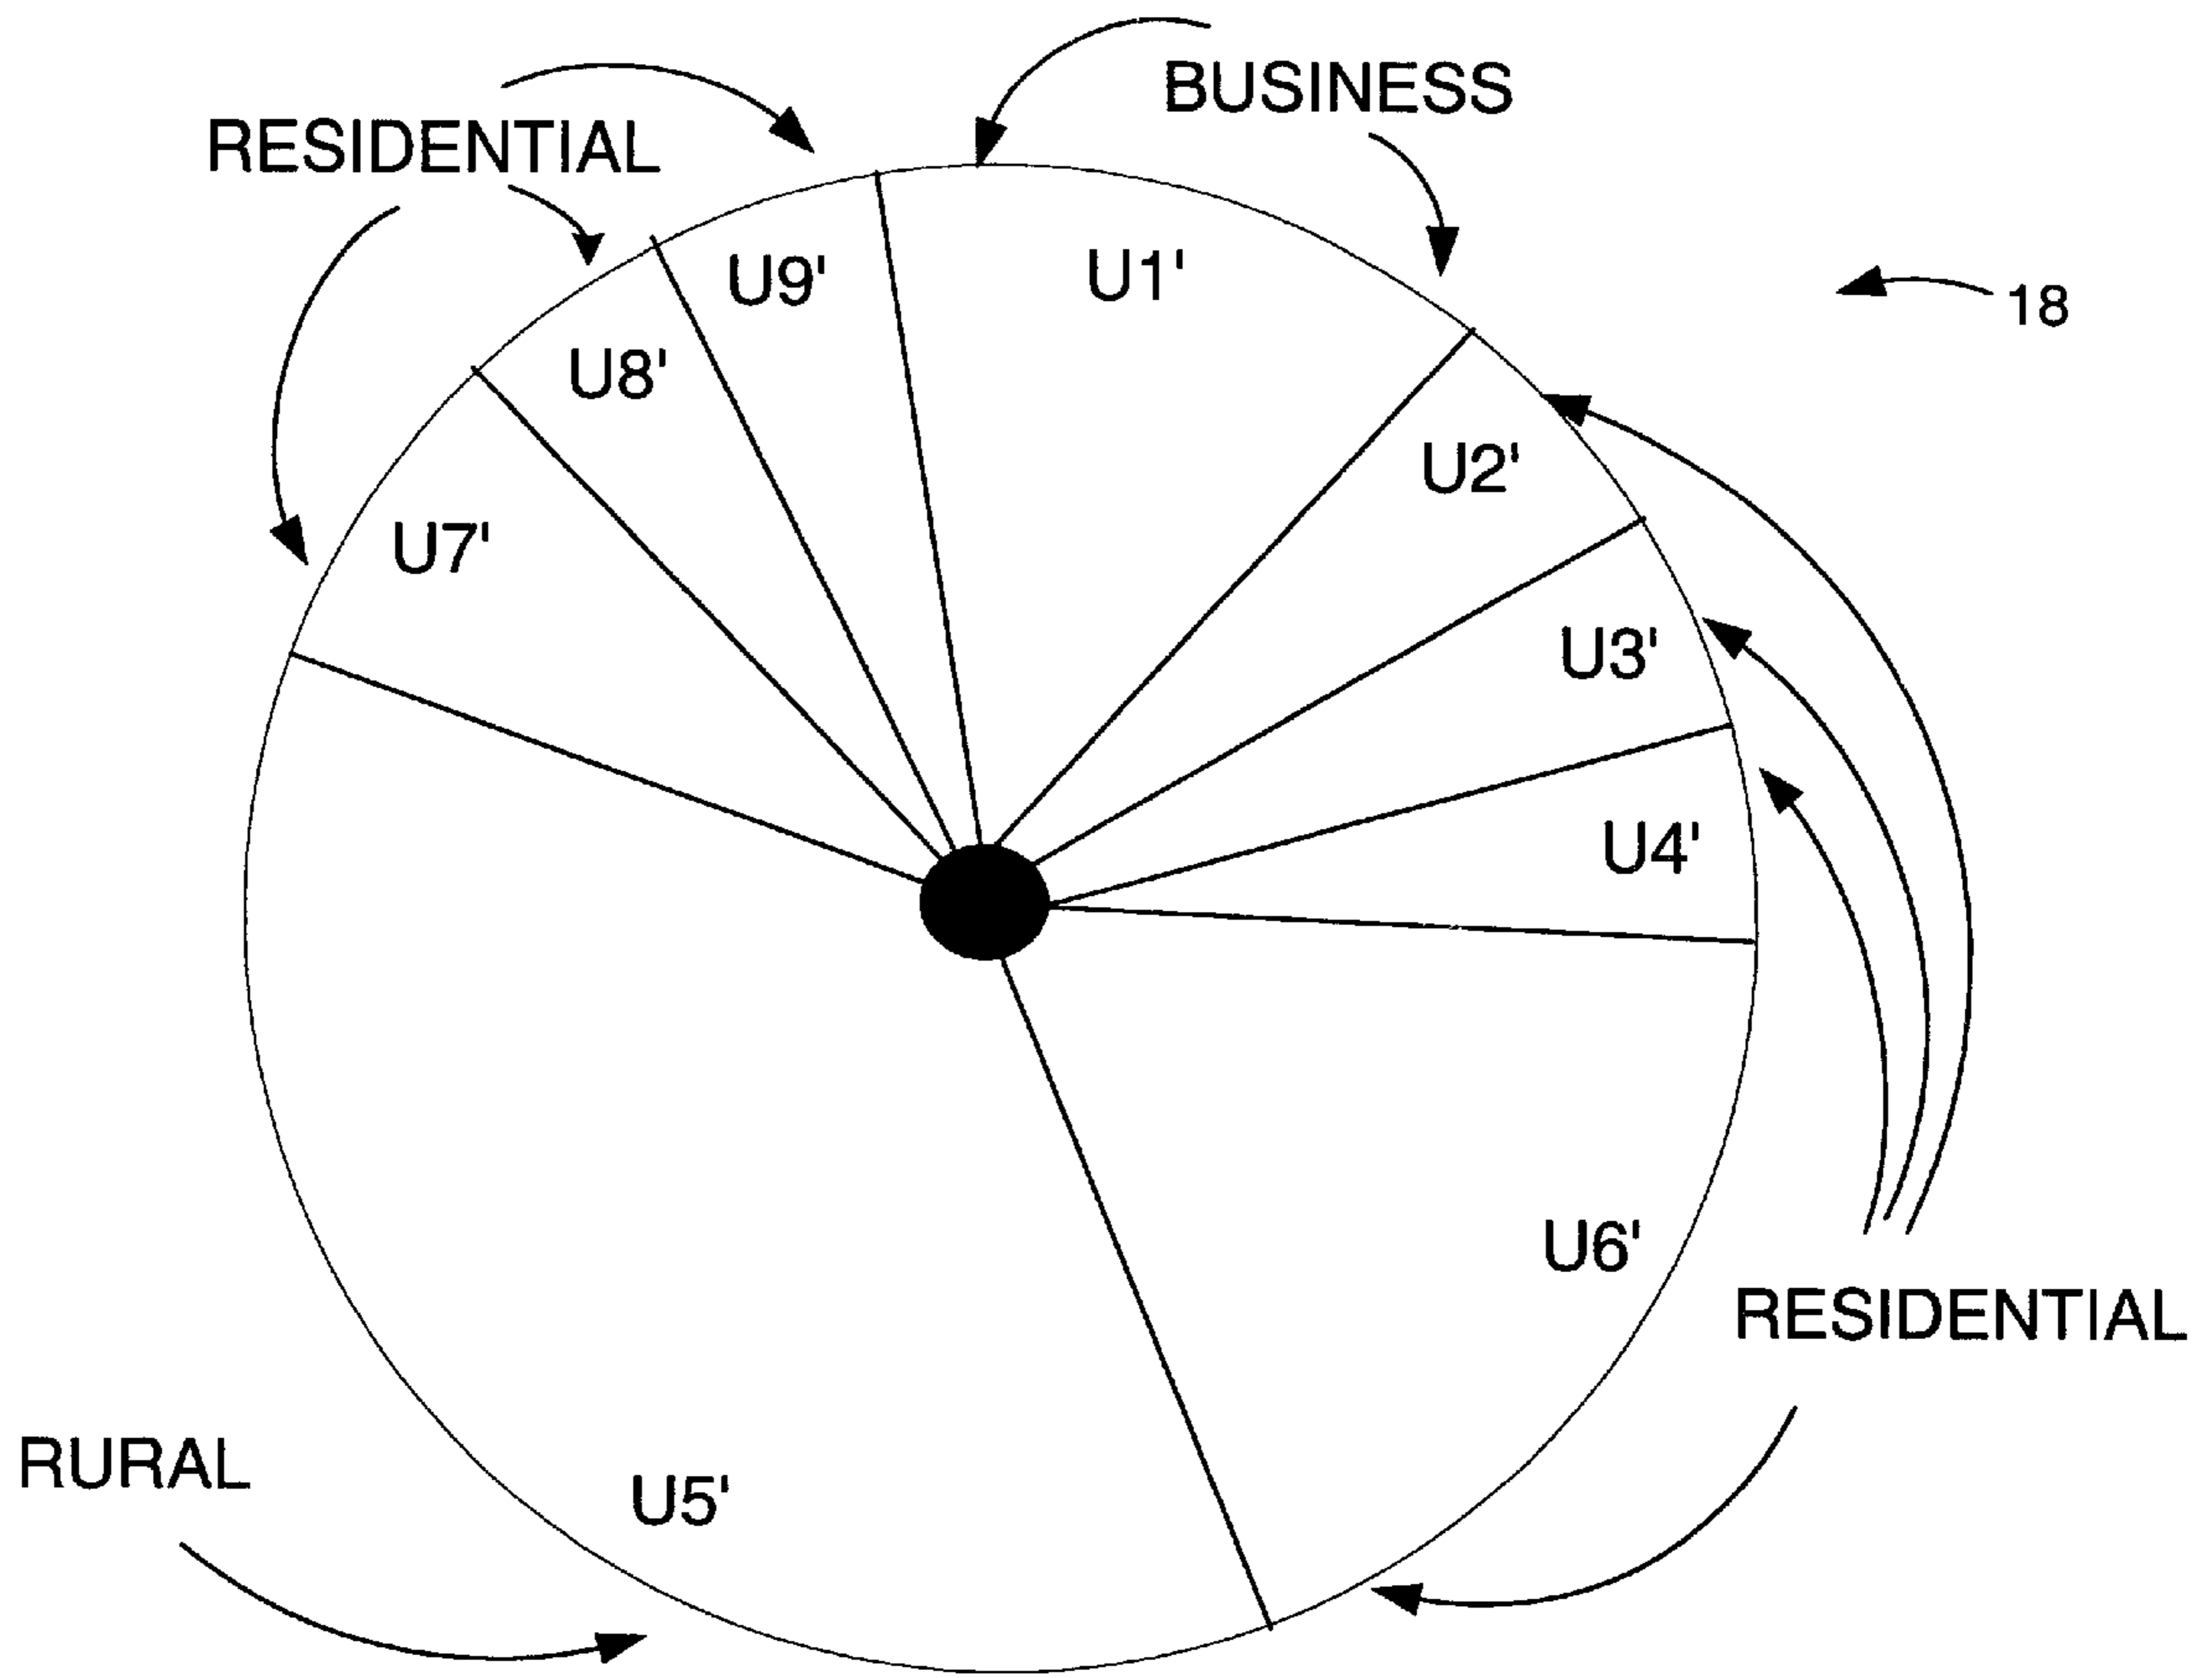 BUSINESS
RESIDENTIAL
U9'
U1'
18
U8'
U2'
U7'
U3'
U4'
U6'
RESIDENTIAL
RURAL
U5'